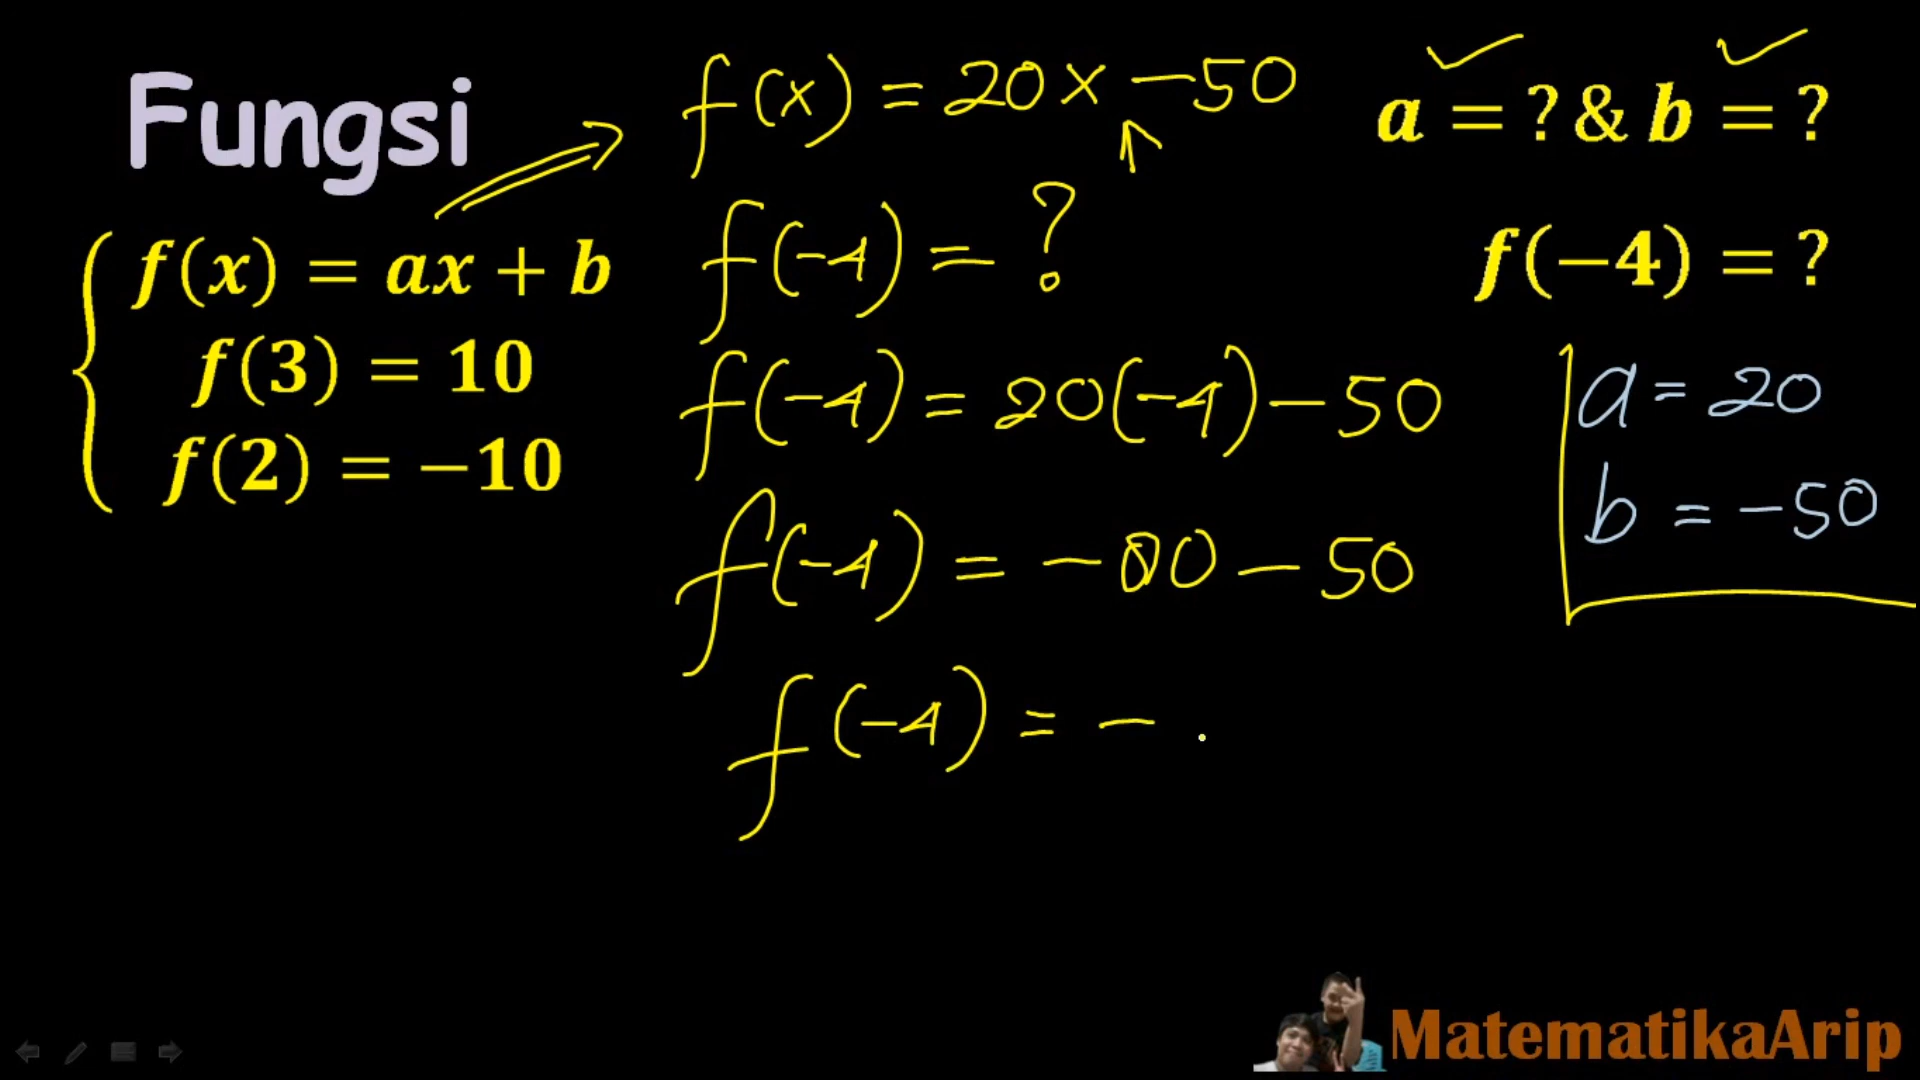 Fungsi
f(x) = ax + b
f(3) = 10
f(2) = −10
f(x) = 20x − 50
f(-4) = ?
f(-4) = 20(-4) - 50
f(-4) = - 80 - 50
f(-4) = -
a = ? & b = ?
f(−4) = ?
a = 20
b = -50
MatematikaArip